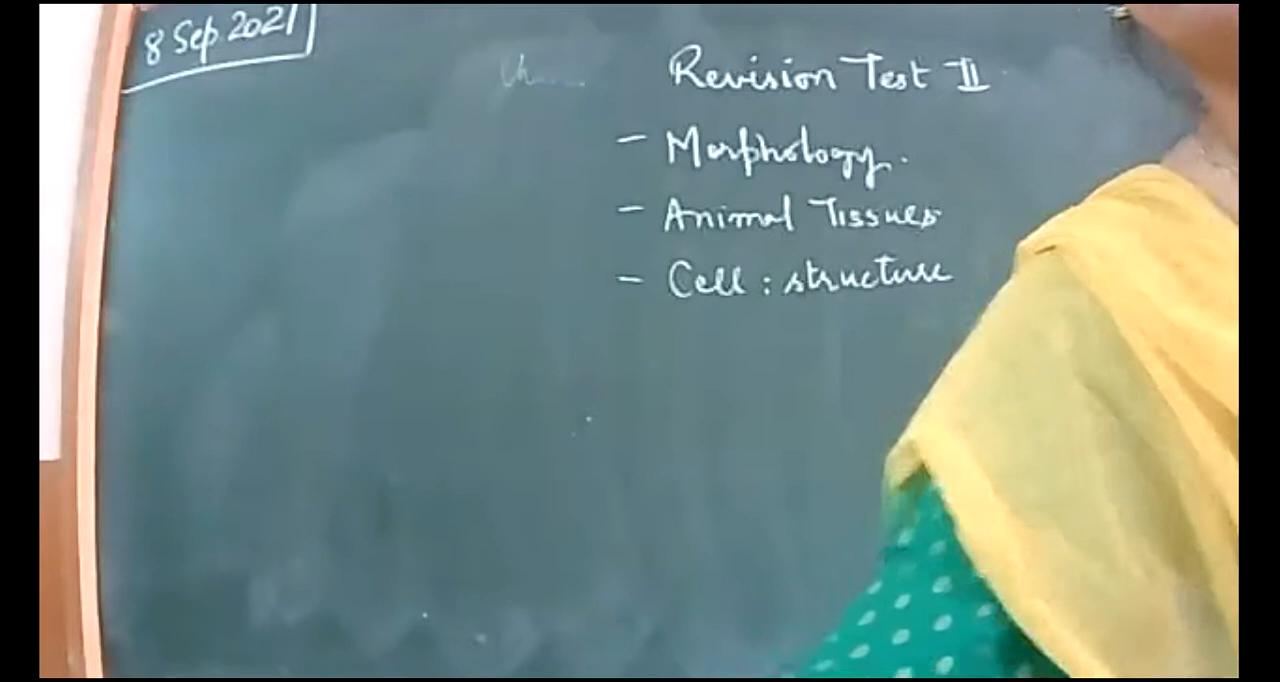 8 Sep 2021
Revision Test II
- Morphology.
- Animal Tissues
- Cell : structure